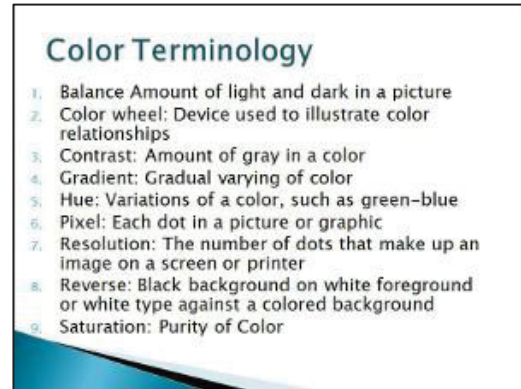 Color Terminology
1. Balance Amount of light and dark in a picture
2. Color wheel: Device used to illustrate color
relationships
3. Contrast: Amount of gray in a color
4. Gradient: Gradual varying of color
5. Hue: Variations of a color, such as green-blue
6. Pixel: Each dot in a picture or graphic
7. Resolution: The number of dots that make up an
image on a screen or printer
8. Reverse: Black background on white foreground
or white type against a colored background
9. Saturation: Purity of Color